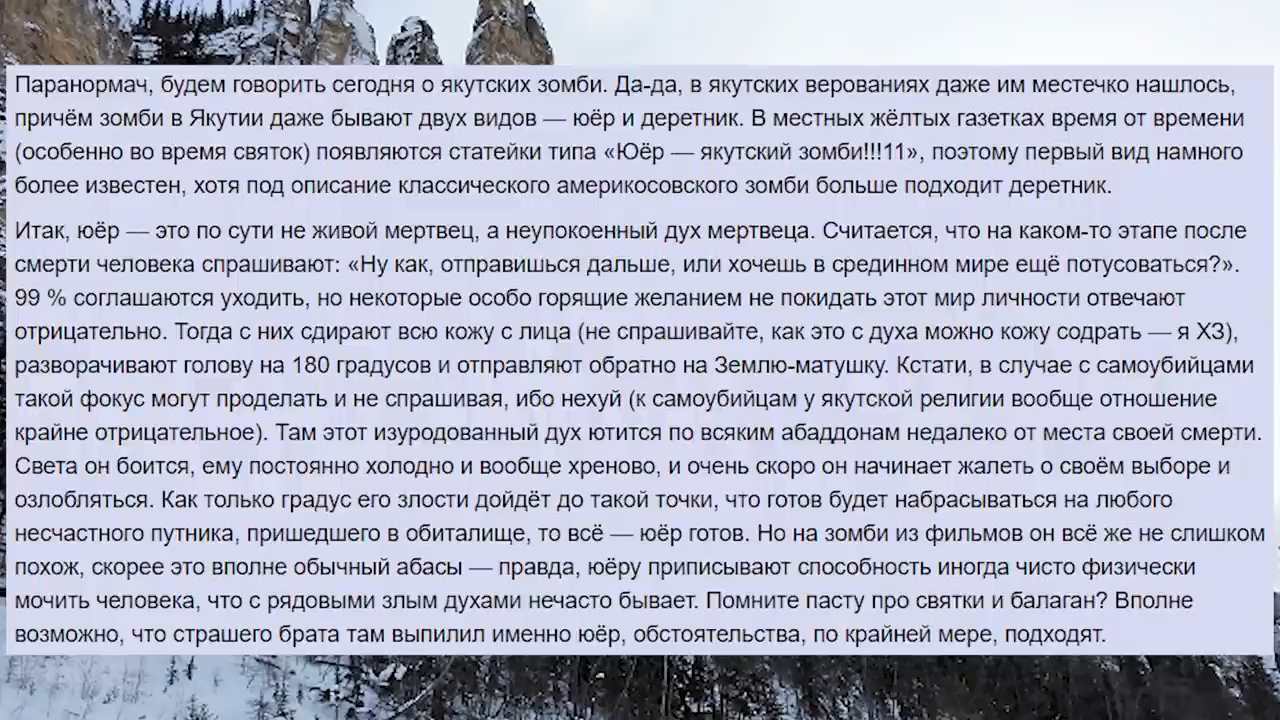 Паранормач, будем говорить сегодня о якутских зомби. Да-да, в якутских верованиях даже им местечко нашлось,
причём зомби в Якутии даже бывают двух видов — юёр и деретник. В местных жёлтых газетках время от времени
(особенно во время святок) появляются статейки типа «Юёр — якутский зомби!!!11», поэтому первый вид намного
более известен, хотя под описание классического америкосовского зомби больше подходит деретник.
Итак, юёр — это по сути не живой мертвец, а неупокоенный дух мертвеца. Считается, что на каком-то этапе после
смерти человека спрашивают: «Ну как, отправишься дальше, или хочешь в срединном мире ещё потусоваться?».
99 % соглашаются уходить, но некоторые особо горящие желанием не покидать этот мир личности отвечают
отрицательно. Тогда с них сдирают всю кожу с лица (не спрашивайте, как это с духа можно кожу содрать — я ХЗ),
разворачивают голову на 180 градусов и отправляют обратно на Землю-матушку. Кстати, в случае с самоубийцами
такой фокус могут проделать и не спрашивая, ибо нехуй (к самоубийцам у якутской религии вообще отношение
крайне отрицательное). Там этот изуродованный дух ютится по всяким абаддонам недалеко от места своей смерти.
Света он боится, ему постоянно холодно и вообще хреново, и очень скоро он начинает жалеть о своём выборе и
озлобляться. Как только градус его злости дойдёт до такой точки, что готов будет набрасываться на любого
несчастного путника, пришедшего в обиталище, то всё — юёр готов. Но на зомби из фильмов он всё же не слишком
похож, скорее это вполне обычный абасы — правда, юёру приписывают способность иногда чисто физически
мочить человека, что с рядовыми злым духами нечасто бывает. Помните пасту про святки и балаган? Вполне
возможно, что страшего брата там выпилил именно юёр, обстоятельства, по крайней мере, подходят.